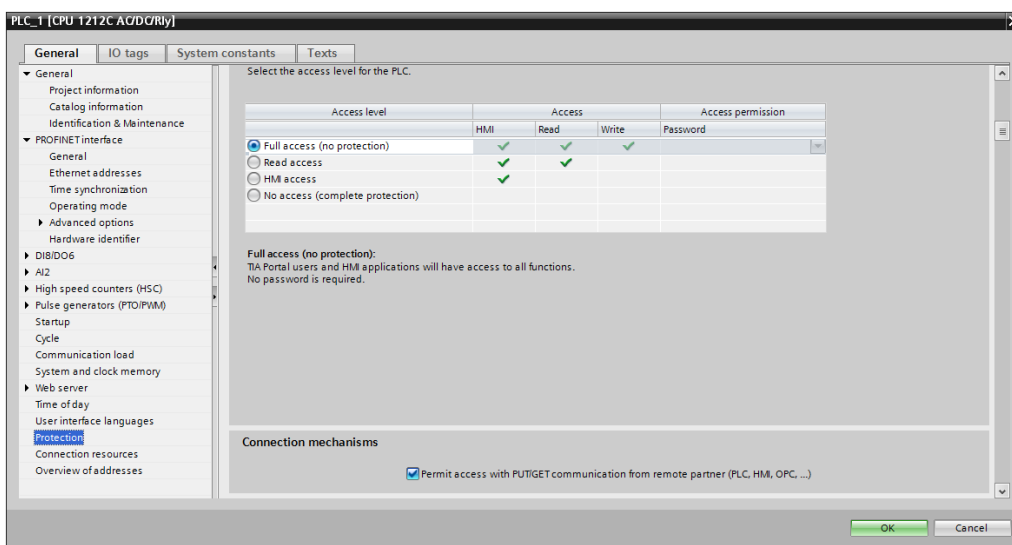 PLC_1 [CPU 1212C AC/DC/Rly]
General IO tags System constants Texts
General
Project information
Catalog information
Identification & Maintenance
PROFINET interface
General
Ethernet addresses
Time synchronization
Operating mode
Advanced options
Hardware identifier
DI8/DO6
AI2
High speed counters (HSC)
Pulse generators (PTO/PWM)
Startup
Cycle
Communication load
System and clock memory
Web server
Time of day
User interface languages
Protection
Connection resources
Overview of addresses
Select the access level for the PLC.
Access level Access Access permission
HMI Read Write Password
Full access (no protection)
Read access
HMI access
No access (complete protection)
Full access (no protection):
TIA Portal users and HMI applications will have access to all functions.
No password is required.
Connection mechanisms
Permit access with PUT/GET communication from remote partner (PLC, HMI, OPC, ...)
OK Cancel